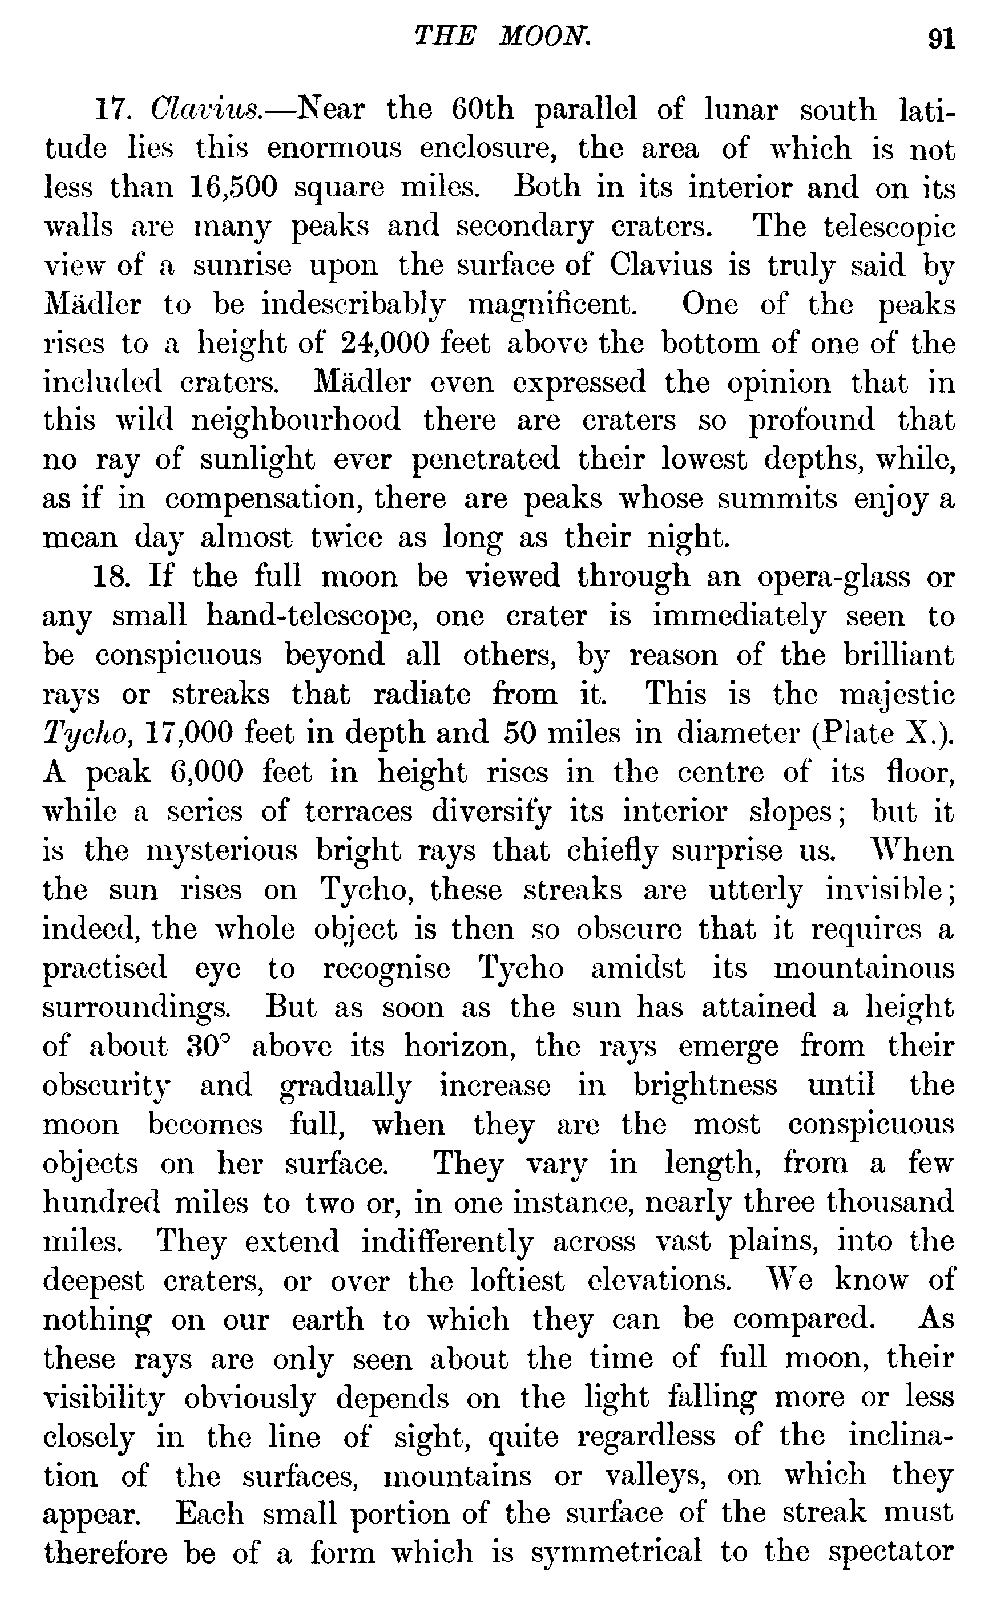 THE MOON. 91
17. Clavius.—Near the 60th parallel of lunar south lati-
tude lies this enormous enclosure, the area of which is not
less than 16,500 square miles. Both in its interior and on its
walls are many peaks and secondary craters. The telescopic
view of a sunrise upon the surface of Clavius is truly said by
Mädler to be indescribably magnificent. One of the peaks
rises to a height of 24,000 feet above the bottom of one of the
included craters. Mädler even expressed the opinion that in
this wild neighbourhood there are craters so profound that
no ray of sunlight ever penetrated their lowest depths, while,
as if in compensation, there are peaks whose summits enjoy a
mean day almost twice as long as their night.
18. If the full moon be viewed through an opera-glass or
any small hand-telescope, one crater is immediately seen to
be conspicuous beyond all others, by reason of the brilliant
rays or streaks that radiate from it. This is the majestic
Tycho, 17,000 feet in depth and 50 miles in diameter (Plate X.).
A peak 6,000 feet in height rises in the centre of its floor,
while a series of terraces diversify its interior slopes; but it
is the mysterious bright rays that chiefly surprise us. When
the sun rises on Tycho, these streaks are utterly invisible;
indeed, the whole object is then so obscure that it requires a
practised eye to recognise Tycho amidst its mountainous
surroundings. But as soon as the sun has attained a height
of about 30° above its horizon, the rays emerge from their
obscurity and gradually increase in brightness until the
moon becomes full, when they are the most conspicuous
objects on her surface. They vary in length, from a few
hundred miles to two or, in one instance, nearly three thousand
miles. They extend indifferently across vast plains, into the
deepest craters, or over the loftiest elevations. We know of
nothing on our earth to which they can be compared. As
these rays are only seen about the time of full moon, their
visibility obviously depends on the light falling more or less
closely in the line of sight, quite regardless of the inclina-
tion of the surfaces, mountains or valleys, on which they
appear. Each small portion of the surface of the streak must
therefore be of a form which is symmetrical to the spectator